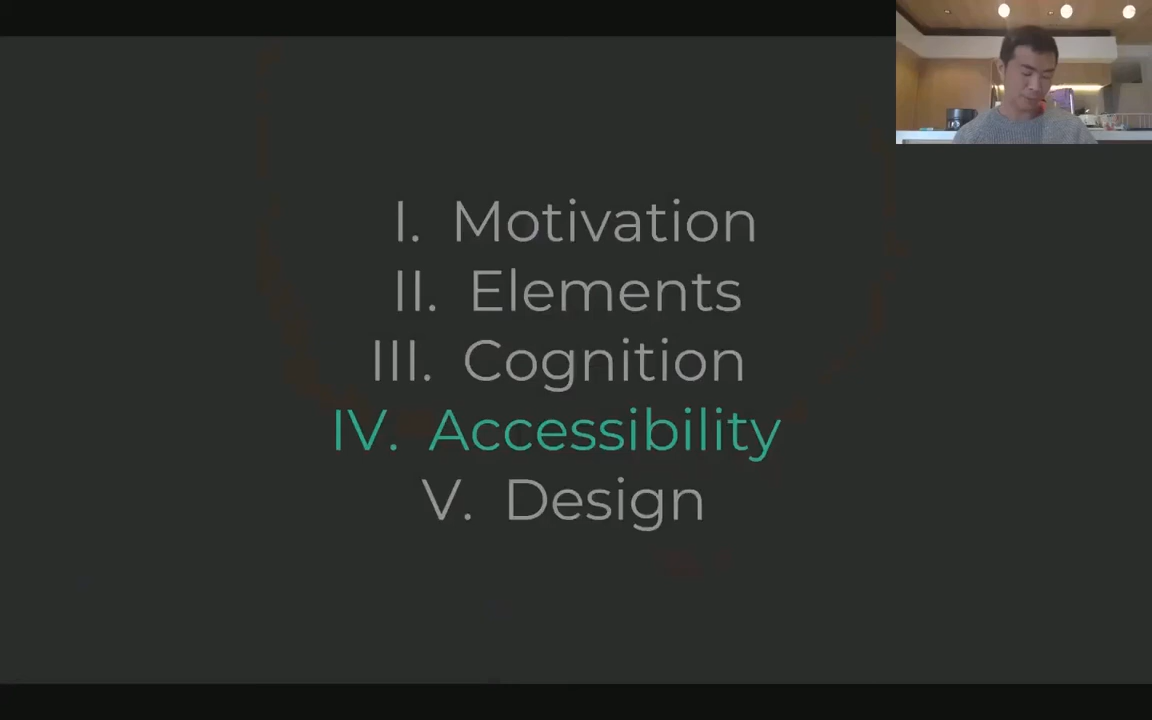 I. Motivation
II. Elements
III. Cognition
IV. Accessibility
V. Design